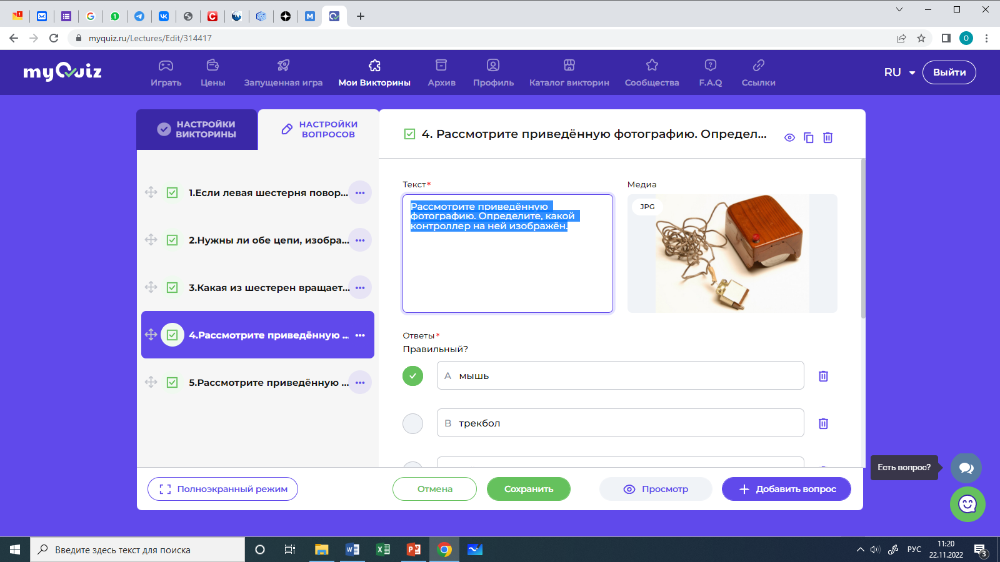 1
1
myquiz.ru/Lectures/Edit/314417
O
myQuiz
Играть
Цены
Запущенная игра
Мои Викторины
Архив
Профиль
Каталог викторин
Сообщества
F.A.Q
Ссылки
RU
Выйти
НАСТРОЙКИ
ВИКТОРИНЫ
НАСТРОЙКИ
ВОПРОСОВ
1.Если левая шестерня повор...
2.Нужны ли обе цепи, изобра...
3.Какая из шестерен вращает...
4.Рассмотрите приведённую ...
5.Рассмотрите приведённую ...
4. Рассмотрите приведённую фотографию. Определ...
Текст*
Рассмотрите приведённую
фотографию. Определите, какой
контроллер на ней изображён.
Медиа
JPG
Ответы *
Правильный?
A мышь
B трекбол
Полноэкранный режим
Отмена
Сохранить
Просмотр
Добавить вопрос
Есть вопрос?
Введите здесь текст для поиска
РУС
11:20
22.11.2022
3